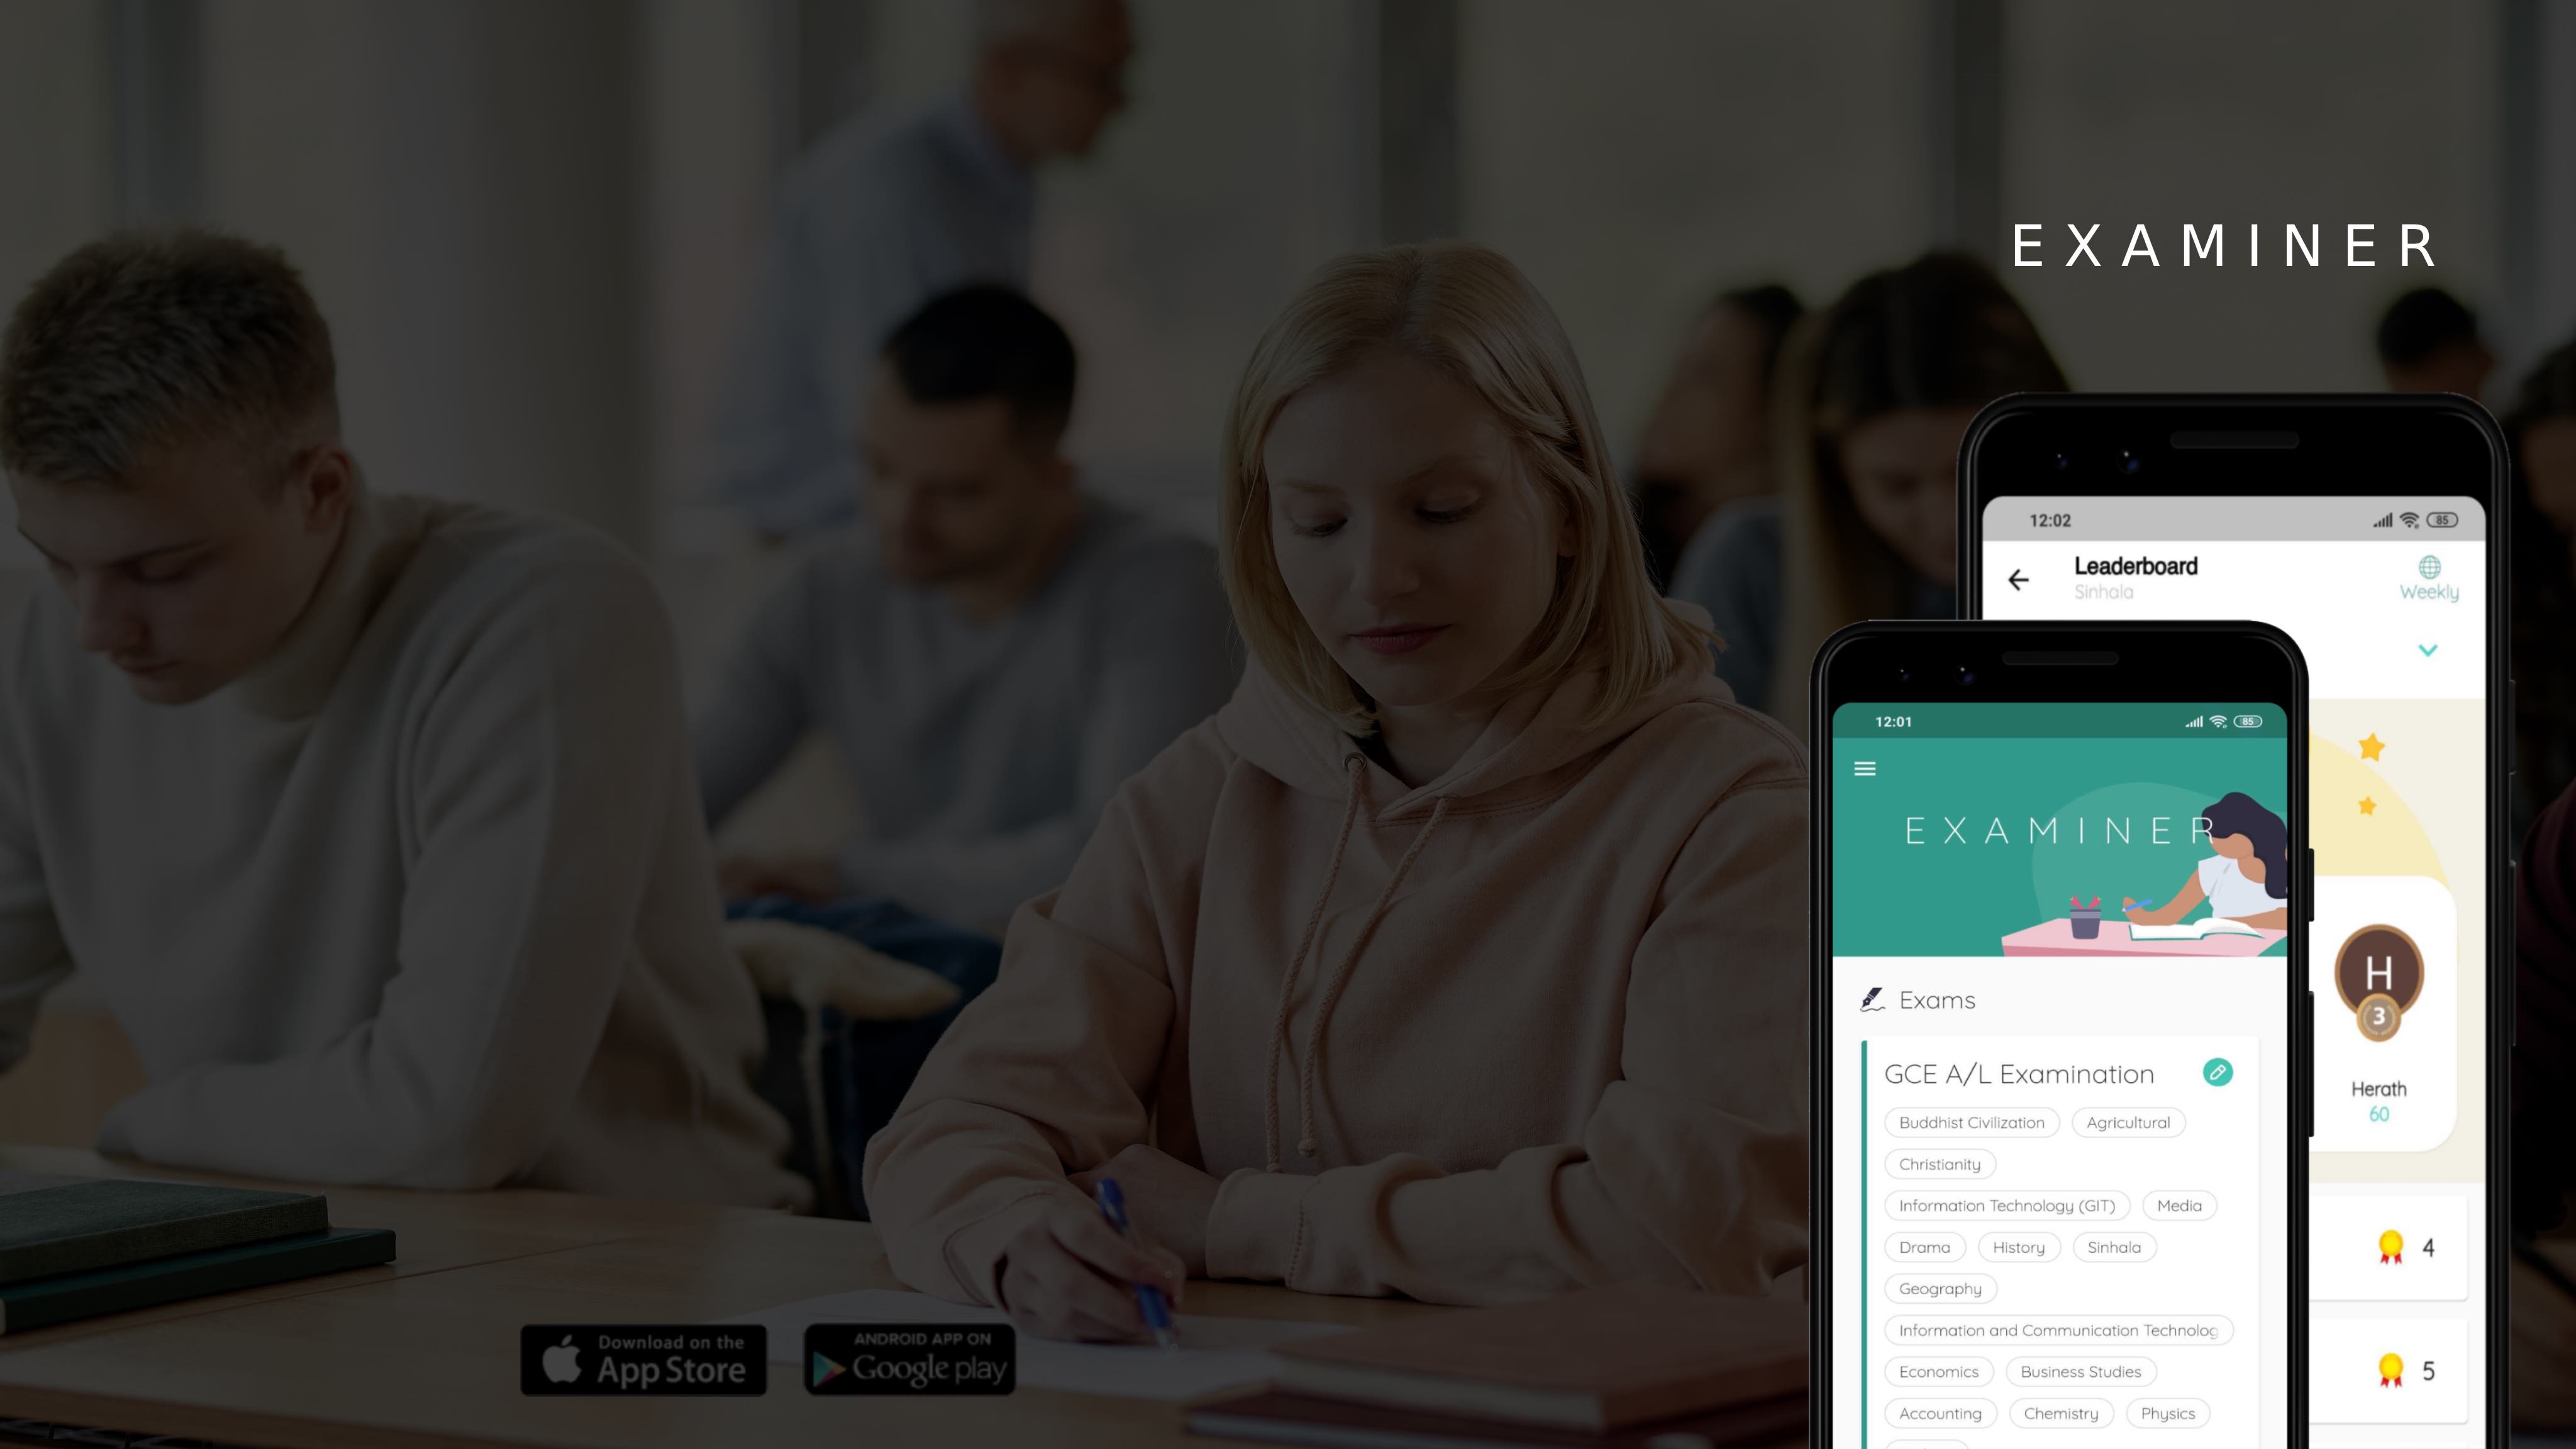 EXAMINER
12:02
85
Leaderboard
Sinhala
Weekly
12:01
85
EXAMINER
Exams
GCE A/L Examination
Buddhist Civilization Agricultural
Christianity
Information Technology (GIT) Media
Drama History Sinhala
Geography
Information and Communication Technolog
Economics Business Studies
Accounting Chemistry Physics
H
3
Herath
60
4
5
Download on the
App Store
ANDROID APP ON
Google play